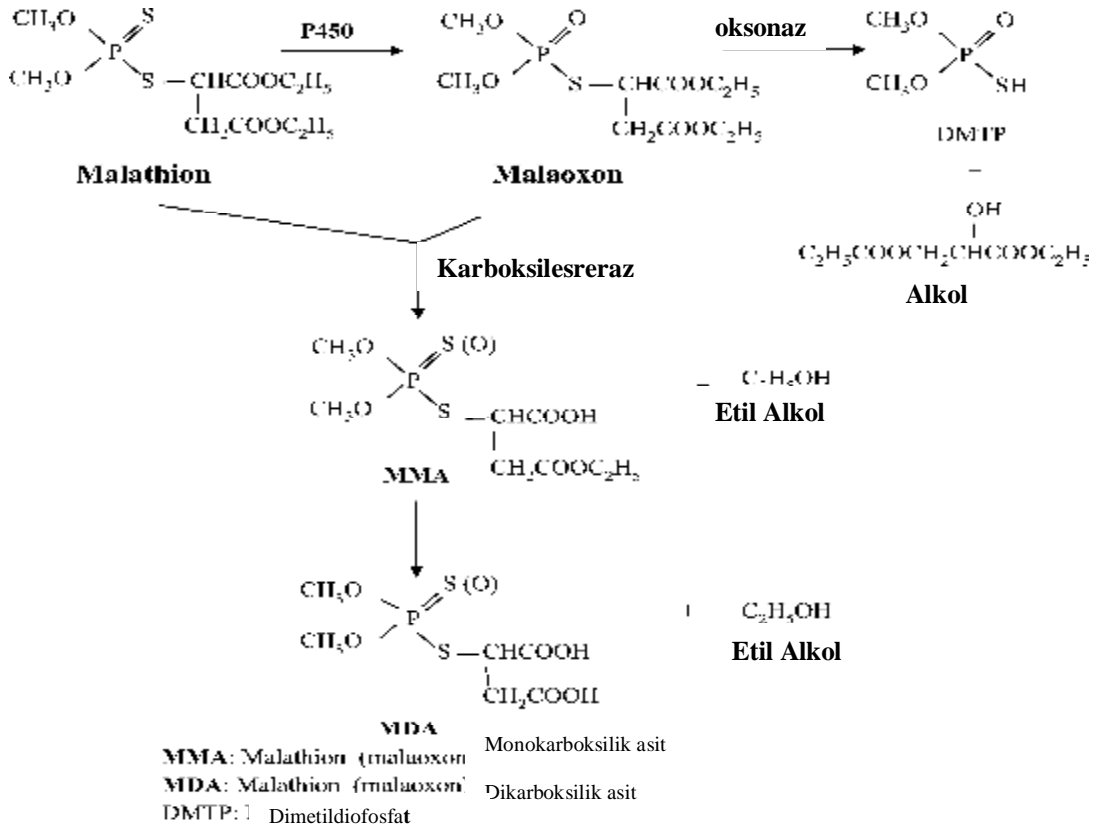 CH₃O S
P
CH₃O S — CHCOOC₂H₅
CH₂COOC₂H₅
Malathion
P450
CH₃O O
P
CH₃O S — CHCOOC₂H₅
CH₂COOC₂H₅
Malaoxon
oksonaz
CH₃O O
P
CH₃O SH
DMTP
OH
C₂H₅COOCH₂CHCOOC₂H₅
Alkol
Karboksilesreraz
CH₃O S (O)
P
CH₃O S — CHCOOH
CH₂COOC₂H₅
MMA
C₂H₅OH
Etil Alkol
CH₃O S (O)
P
CH₃O S — CHCOOH
CH₂COOH
MDA
C₂H₅OH
Etil Alkol
MMA: Malathion (malaoxon) Monokarboksilik asit
MDA: Malathion (malaoxon) Dikarboksilik asit
DMTP: Dimetildiofosfat